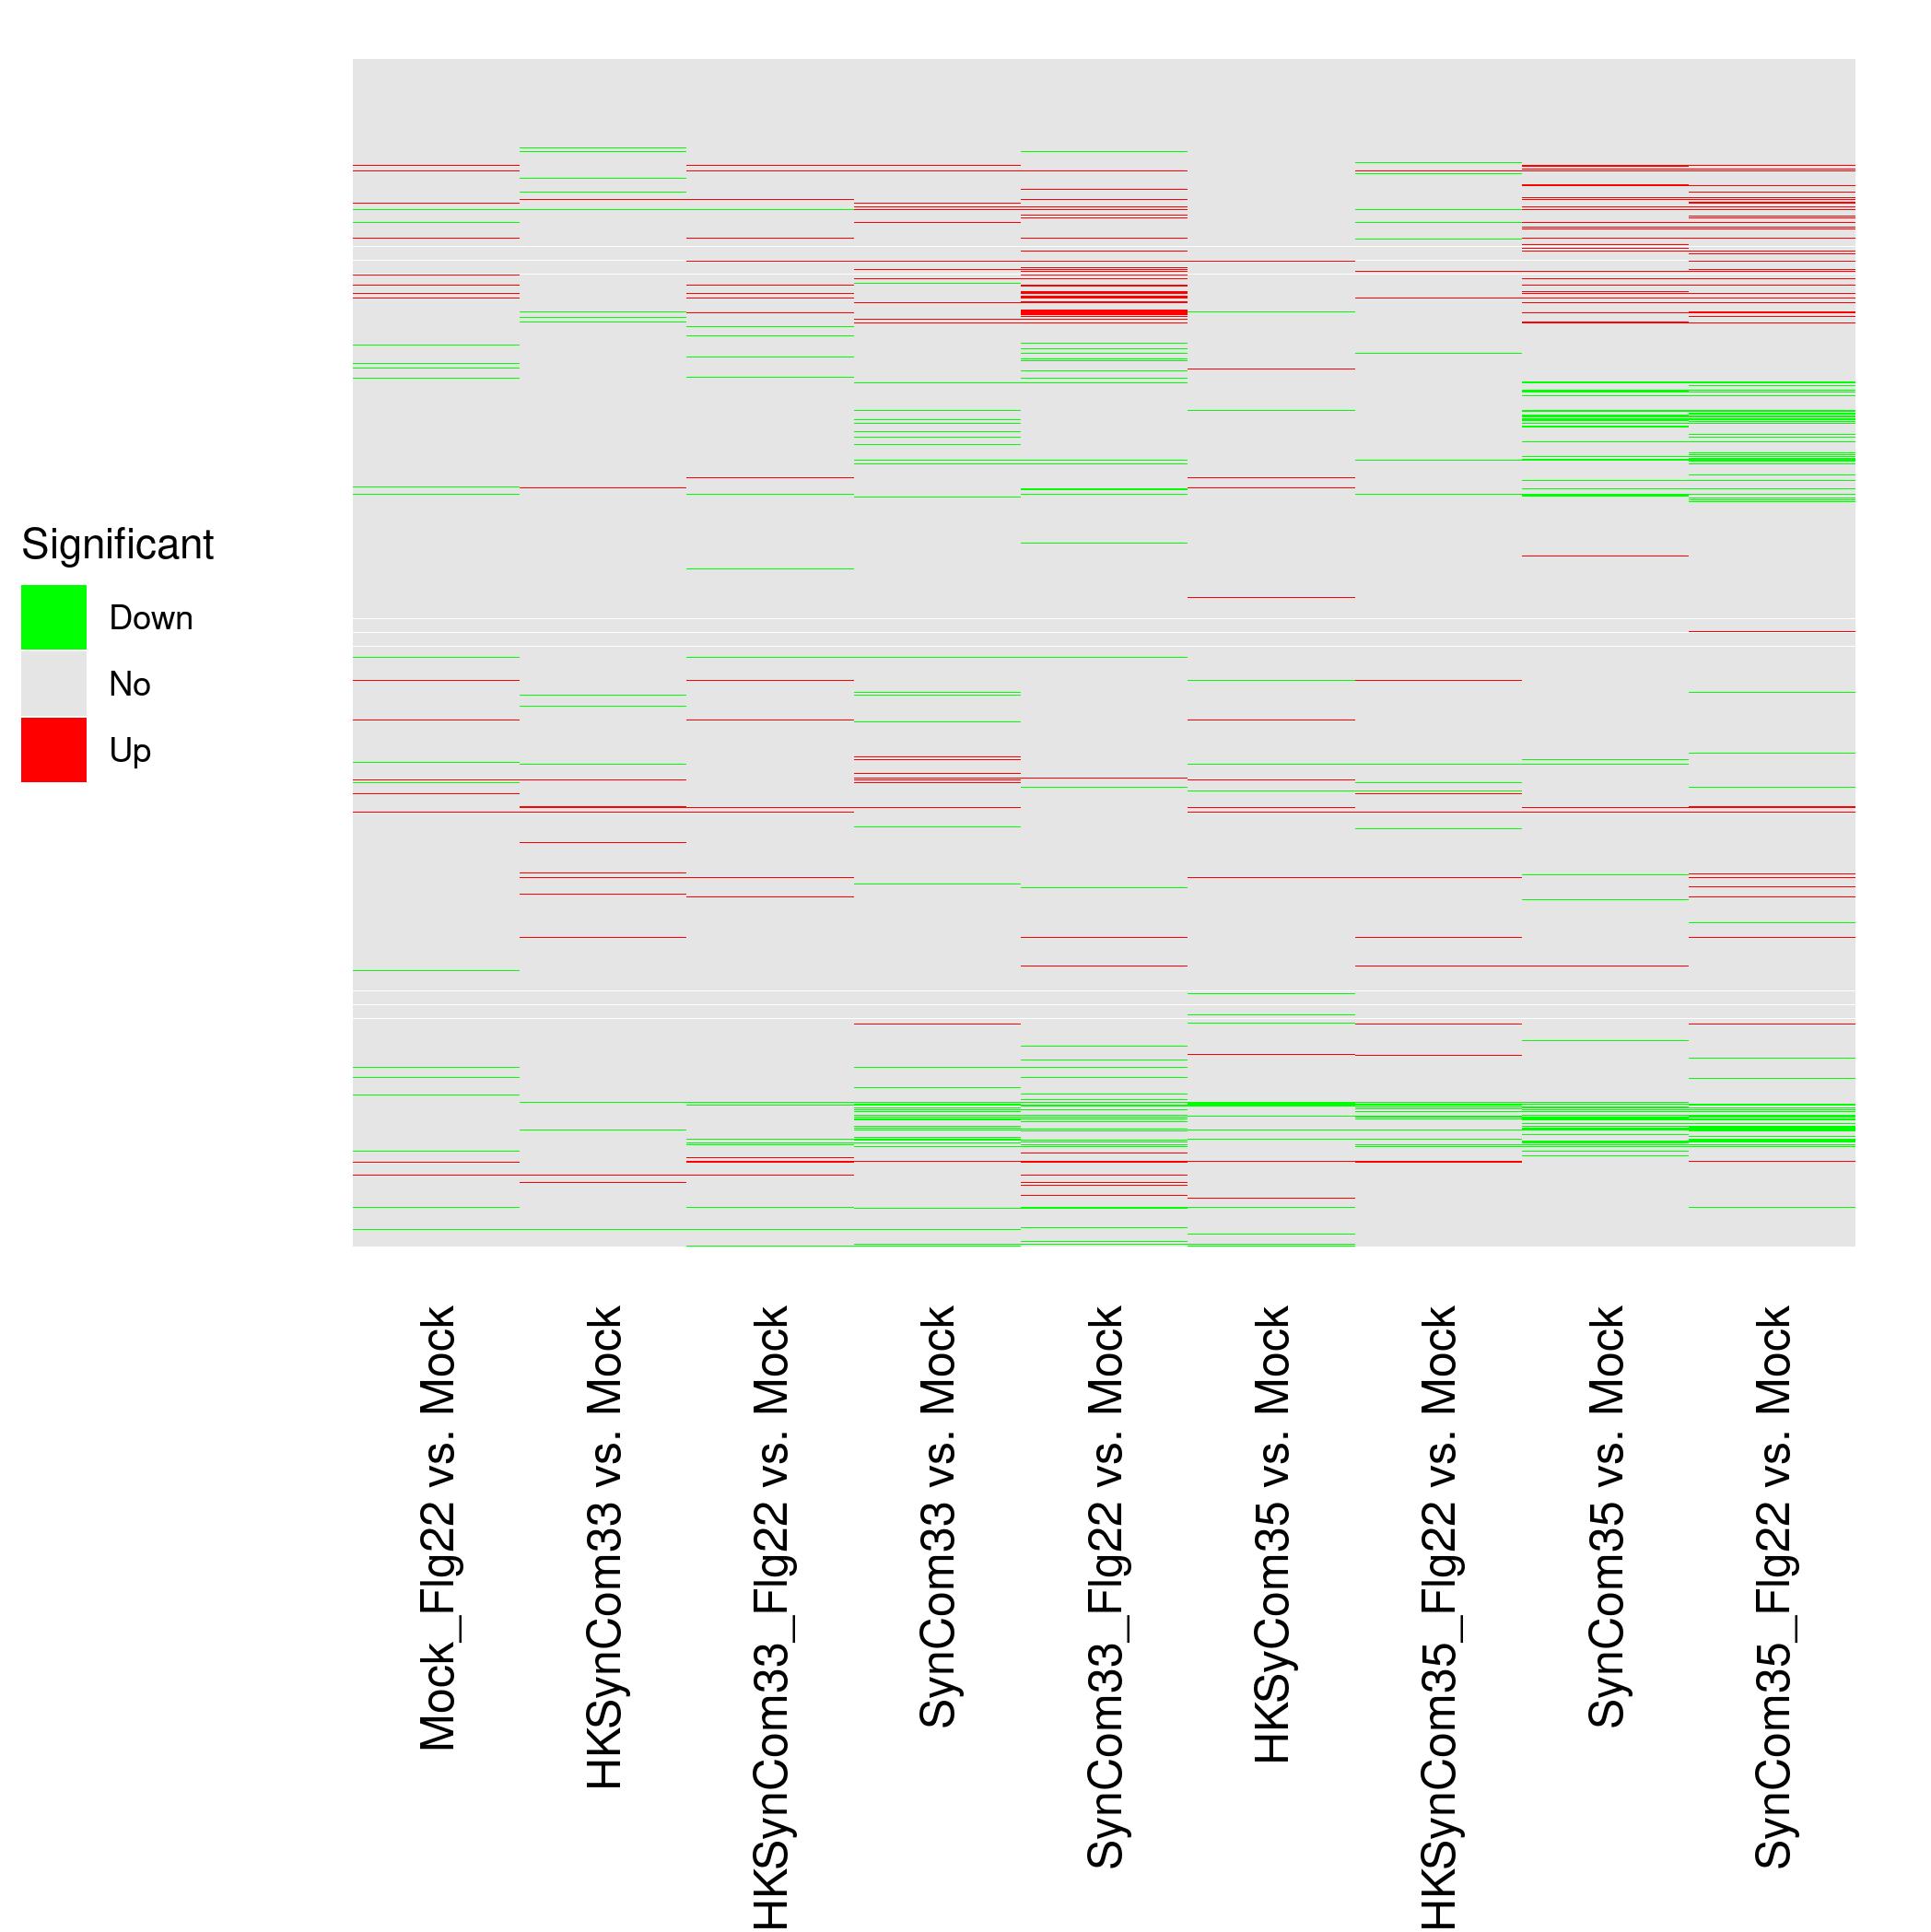 Significant
Down
No
Up
Mock_Flg22 vs. Mock
HKSynCom33 vs. Mock
HKSynCom33_Flg22 vs. Mock
SynCom33 vs. Mock
SynCom33_Flg22 vs. Mock
HKSyCom35 vs. Mock
HKSynCom35_Flg22 vs. Mock
SynCom35 vs. Mock
SynCom35_Flg22 vs. Mock